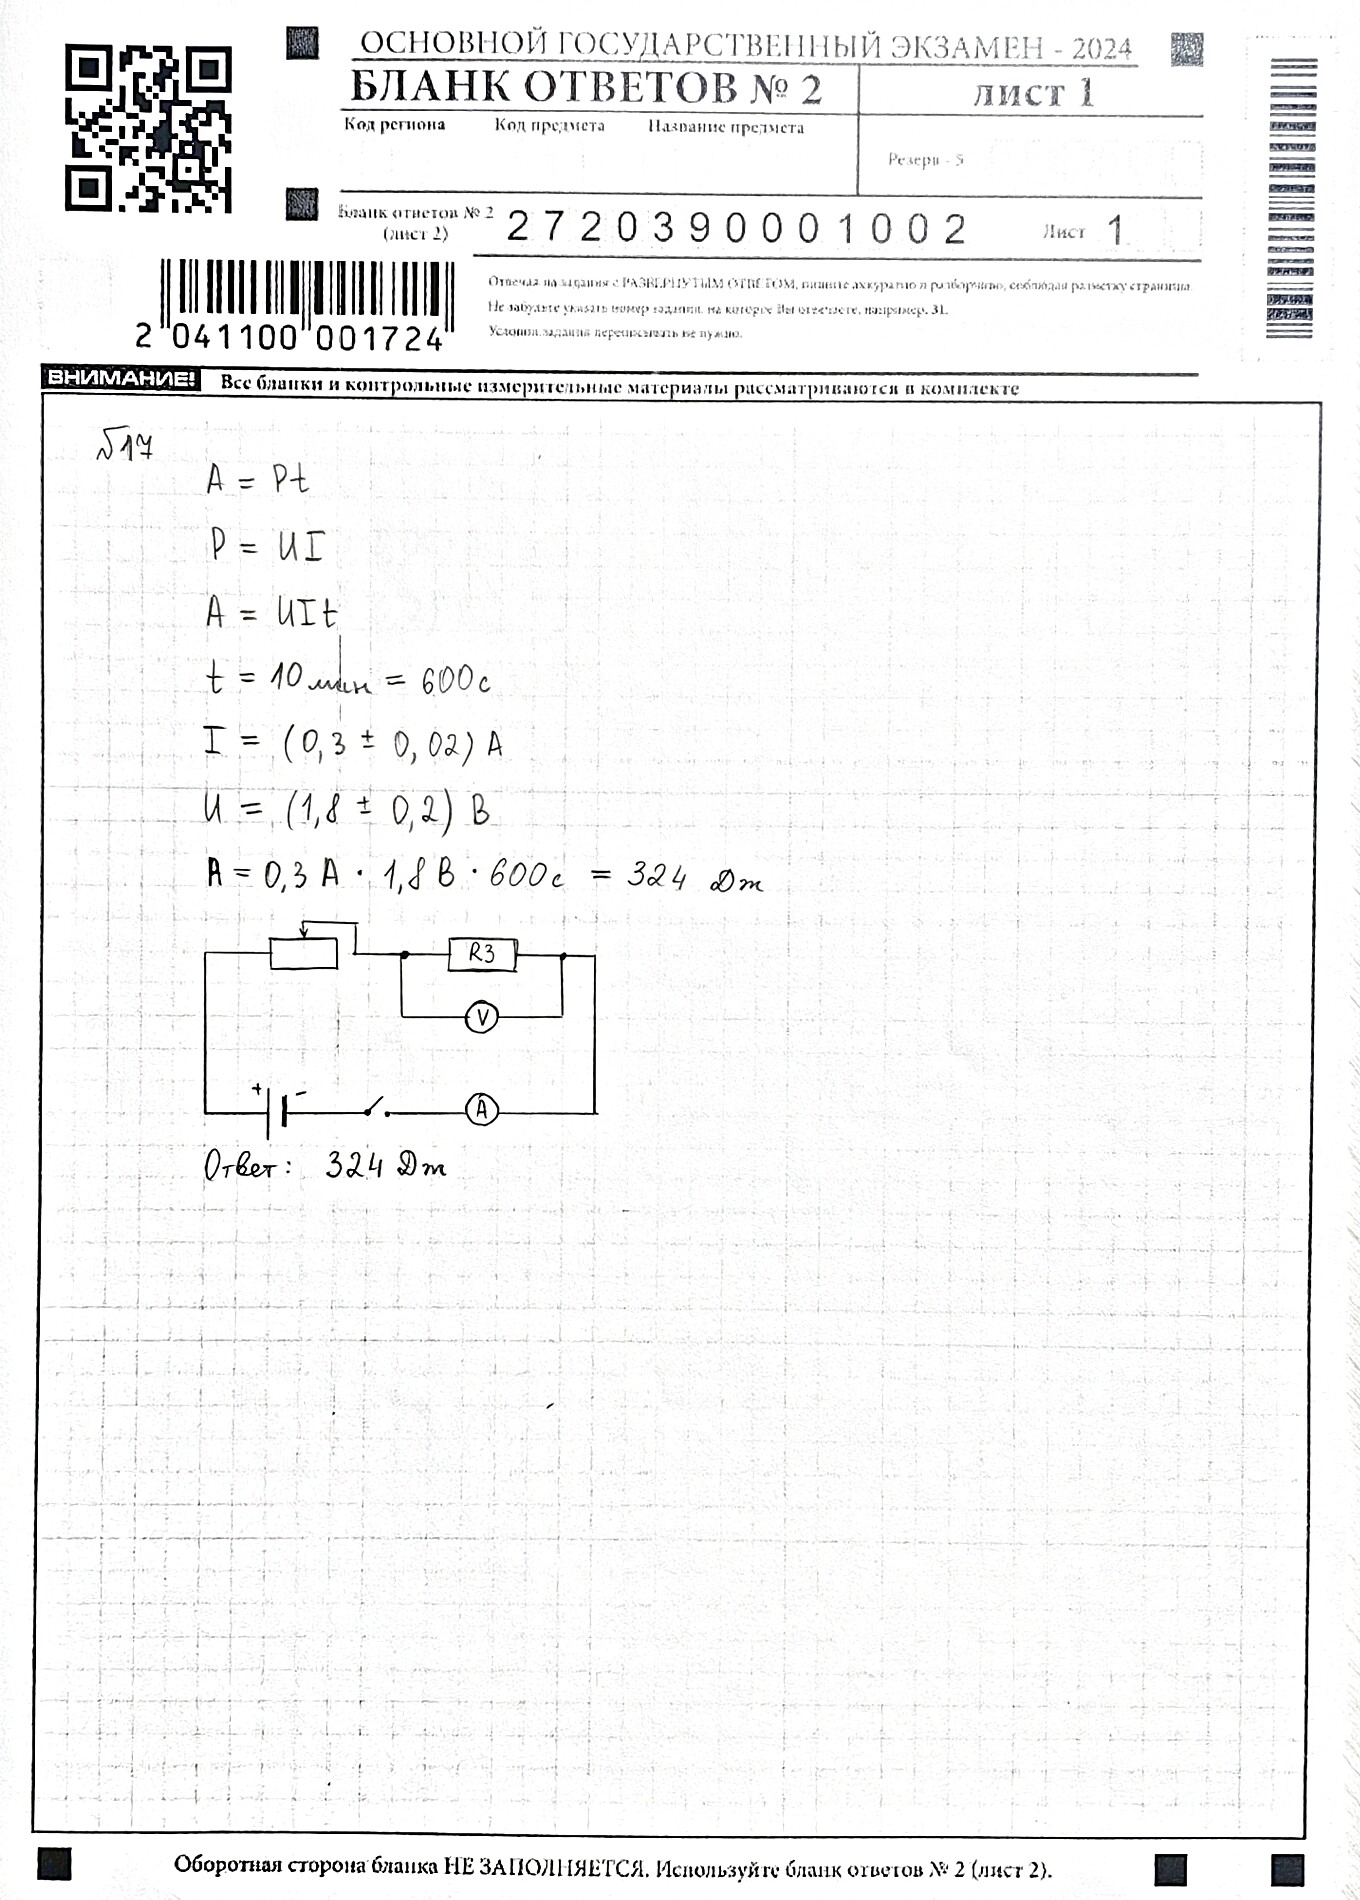 ОСНОВНОЙ ГОСУДАРСТВЕННЫЙ ЭКЗАМЕН - 2024
БЛАНК ОТВЕТОВ № 2
лист 1
Код региона Код предмета Название предмета
Резерв - 5
Бланк ответов № 2
(лист 2)
2720390001002
Лист 1
Отвечая на задания с РАЗВЕРНУТЫМ ОТВЕТОМ, пишите аккуратно и разборчиво, соблюдая разметку страницы.
Не забудьте указать номер задания, на которое Вы отвечаете, например, 31.
Условия задания переписывать не нужно.
2 041100 001724
ВНИМАНИЕ! Все бланки и контрольные измерительные материалы рассматриваются в комплекте
№17
A = Pt
P = UI
A = UIt
t = 10 мин = 600 с
I = (0,3 ± 0,02) A
U = (1,8 ± 0,2) В
A = 0,3 A · 1,8 В · 600 с = 324 Дж
R3
V
+ -
A
Ответ: 324 Дж
Оборотная сторона бланка НЕ ЗАПОЛНЯЕТСЯ. Используйте бланк ответов № 2 (лист 2).